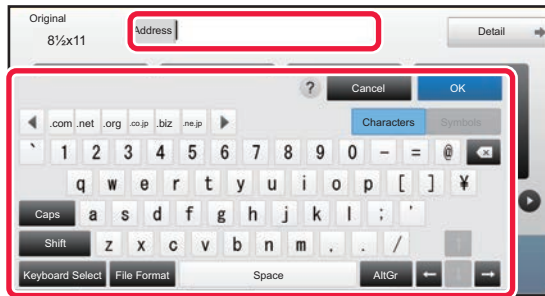 Original
8½x11
Address
Detail
?
Cancel
OK
.com .net .org .co.jp .biz .ne.jp
Characters
Symbols
` 1 2 3 4 5 6 7 8 9 0 - = @
q w e r t y u i o p [ ] ¥
Caps a s d f g h j k l ; '
Shift z x c v b n m . . /
Keyboard Select File Format Space AltGr